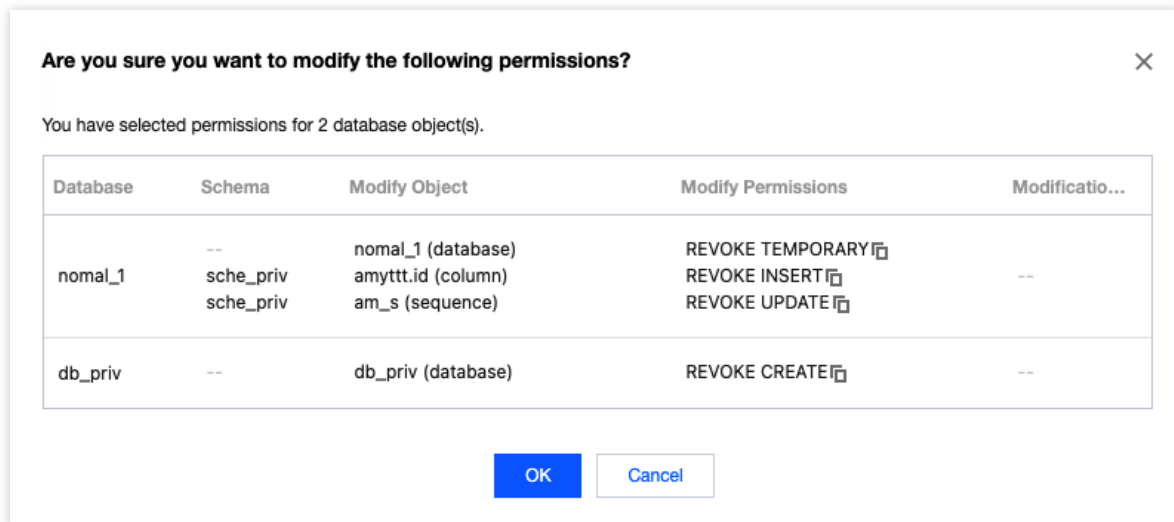 Are you sure you want to modify the following permissions?
You have selected permissions for 2 database object(s).
Database Schema Modify Object Modify Permissions Modificatio...
-- nomal_1 (database) REVOKE TEMPORARY
nomal_1 sche_priv amyttt.id (column) REVOKE INSERT --
sche_priv am_s (sequence) REVOKE UPDATE
db_priv -- db_priv (database) REVOKE CREATE --
OK Cancel